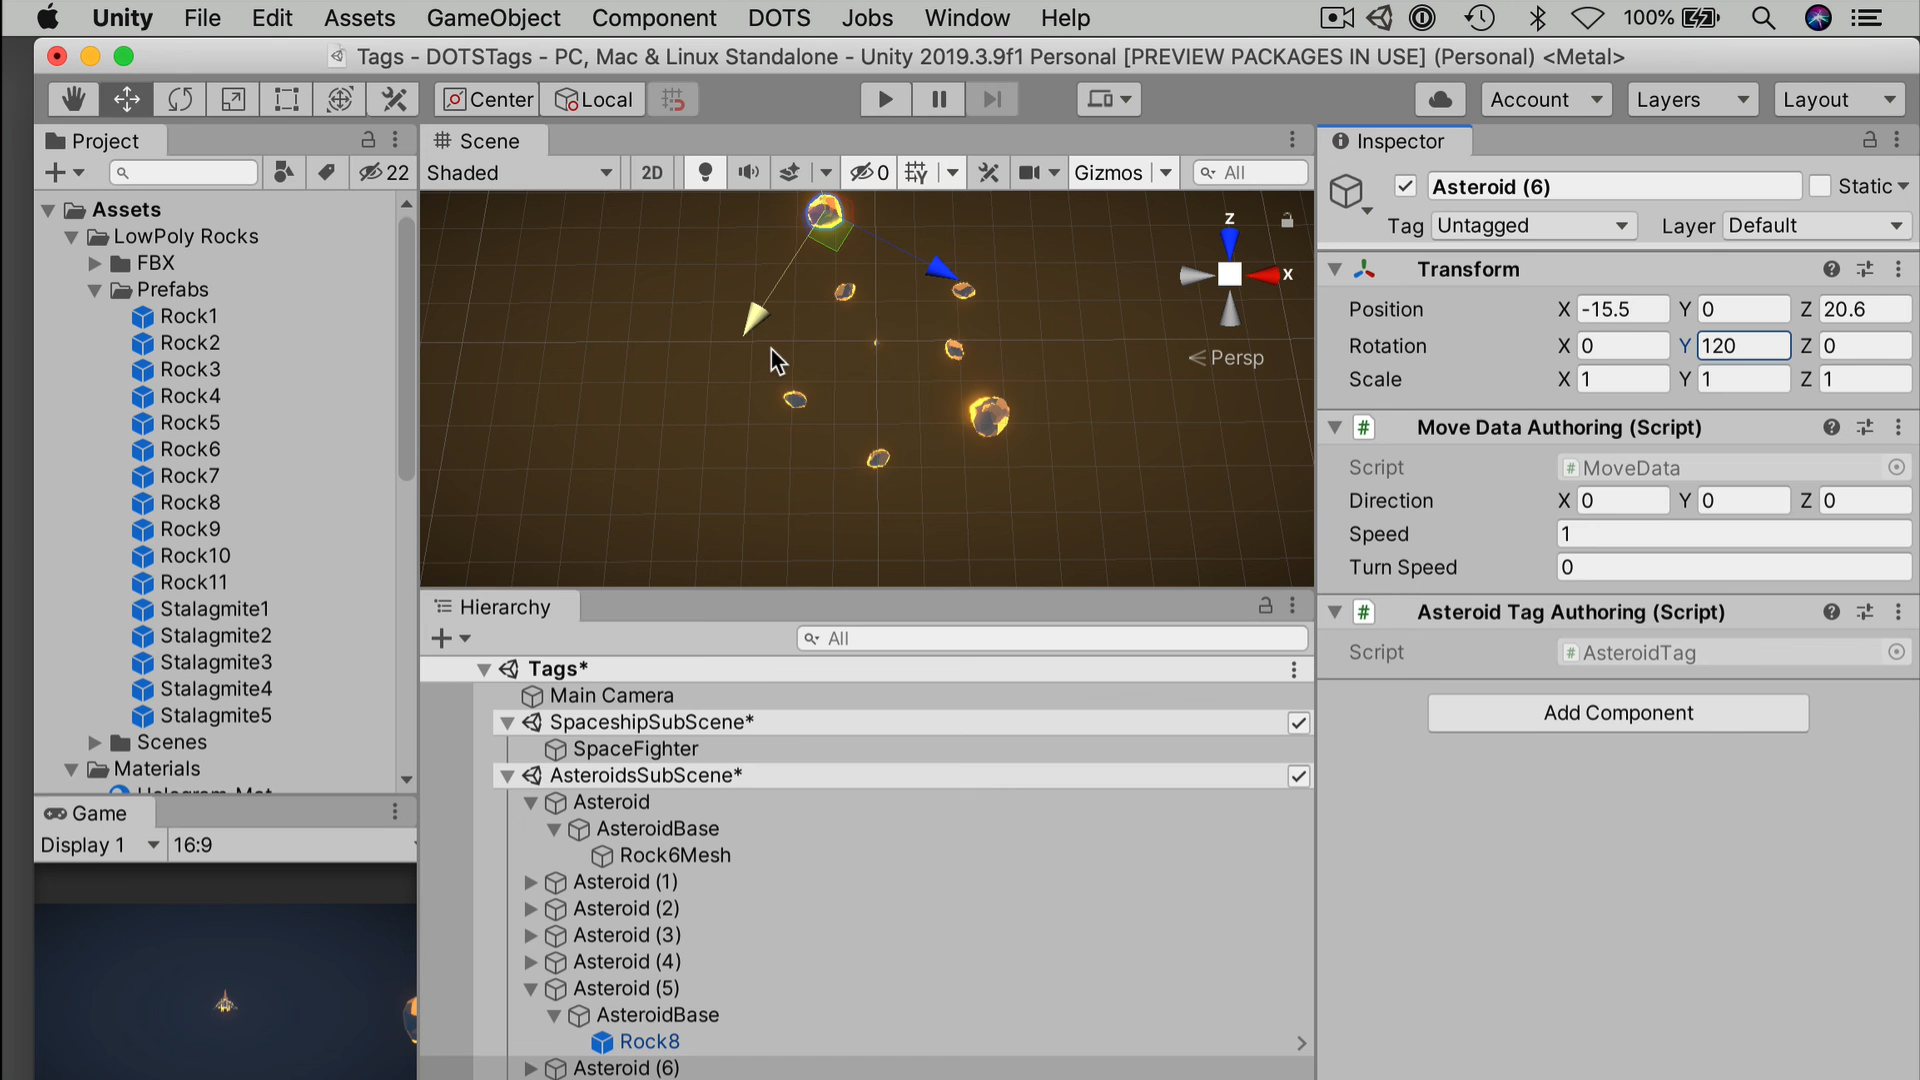 Unity File Edit Assets GameObject Component DOTS Jobs Window Help 100%
Tags - DOTSTags - PC, Mac & Linux Standalone - Unity 2019.3.9f1 Personal [PREVIEW PACKAGES IN USE] (Personal) <Metal>
Center Local Account Layers Layout
Project
22
Assets
LowPoly Rocks
FBX
Prefabs
Rock1
Rock2
Rock3
Rock4
Rock5
Rock6
Rock7
Rock8
Rock9
Rock10
Rock11
Stalagmite1
Stalagmite2
Stalagmite3
Stalagmite4
Stalagmite5
Scenes
Materials
Game
Display 1 16:9
Scene
Shaded 2D 0 Gizmos All
z
x
Persp
Hierarchy
All
Tags*
Main Camera
SpaceshipSubScene*
SpaceFighter
AsteroidsSubScene*
Asteroid
AsteroidBase
Rock6Mesh
Asteroid (1)
Asteroid (2)
Asteroid (3)
Asteroid (4)
Asteroid (5)
AsteroidBase
Rock8
Asteroid (6)
Inspector
Asteroid (6) Static
Tag Untagged Layer Default
Transform
Position X -15.5 Y 0 Z 20.6
Rotation X 0 Y 120 Z 0
Scale X 1 Y 1 Z 1
# Move Data Authoring (Script)
Script # MoveData
Direction X 0 Y 0 Z 0
Speed 1
Turn Speed 0
# Asteroid Tag Authoring (Script)
Script # AsteroidTag
Add Component